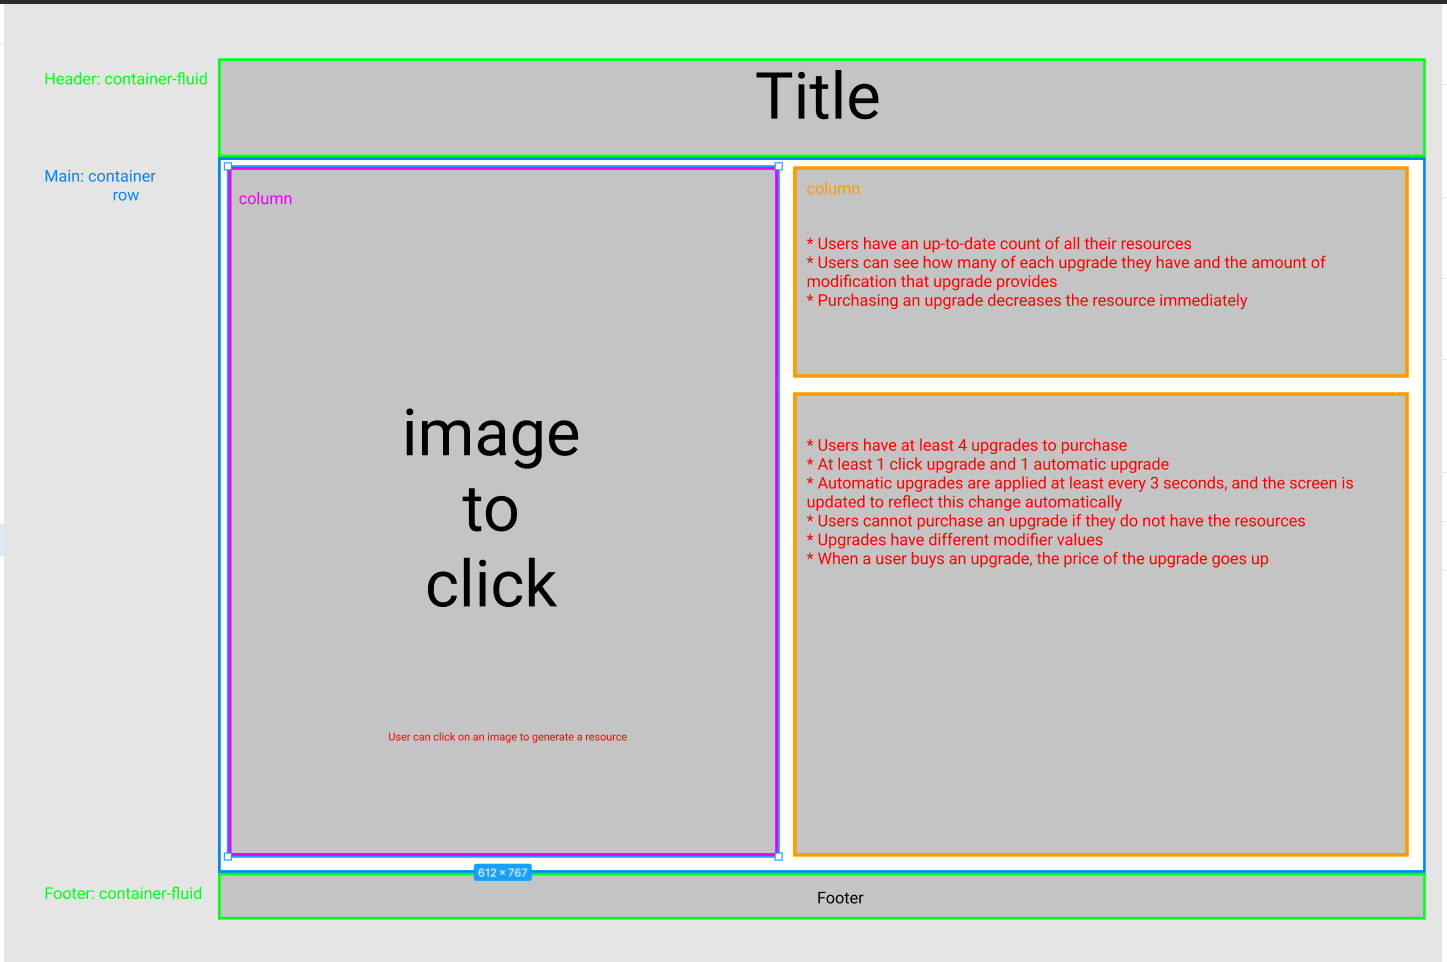 Header: container-fluid
Title
Main: container
row
column
image
to
click
User can click on an image to generate a resource
column
* Users have an up-to-date count of all their resources
* Users can see how many of each upgrade they have and the amount of
modification that upgrade provides
* Purchasing an upgrade decreases the resource immediately
* Users have at least 4 upgrades to purchase
* At least 1 click upgrade and 1 automatic upgrade
* Automatic upgrades are applied at least every 3 seconds, and the screen is
updated to reflect this change automatically
* Users cannot purchase an upgrade if they do not have the resources
* Upgrades have different modifier values
* When a user buys an upgrade, the price of the upgrade goes up
612 × 767
Footer: container-fluid
Footer